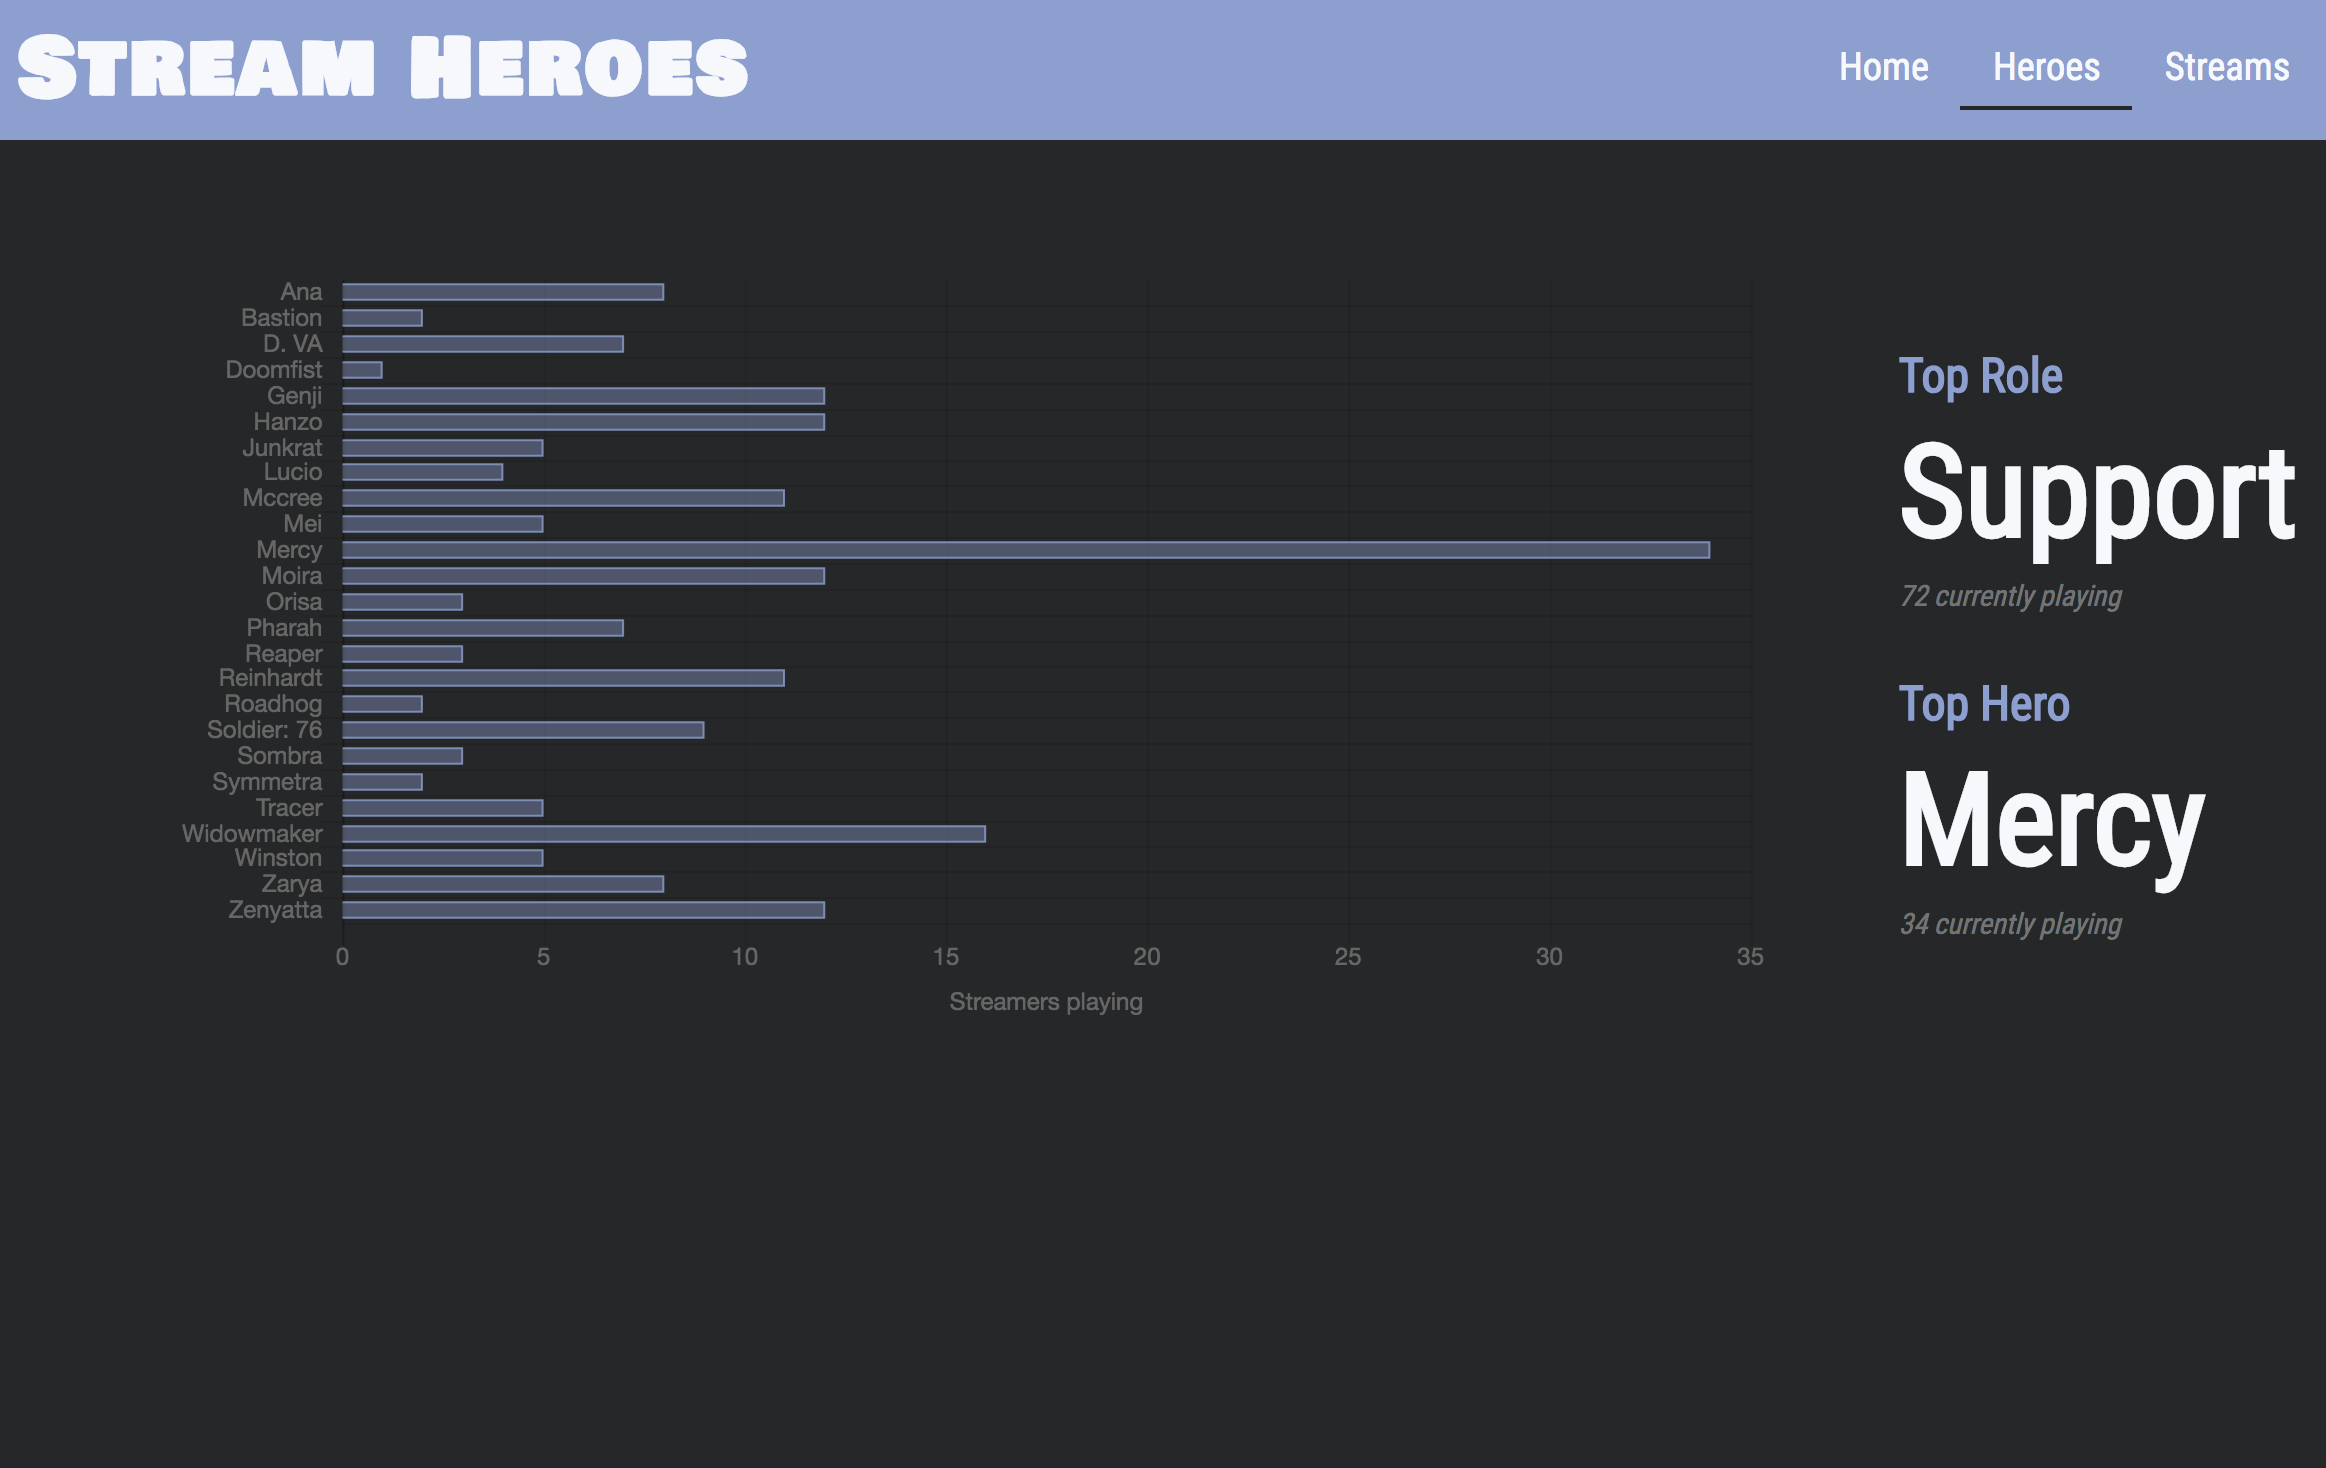 Stream Heroes
Home Heroes Streams
Ana
Bastion
D. VA
Doomfist
Genji
Hanzo
Junkrat
Lucio
Mccree
Mei
Mercy
Moira
Orisa
Pharah
Reaper
Reinhardt
Roadhog
Soldier: 76
Sombra
Symmetra
Tracer
Widowmaker
Winston
Zarya
Zenyatta
0 5 10 15 20 25 30 35
Streamers playing
Top Role
Support
72 currently playing
Top Hero
Mercy
34 currently playing